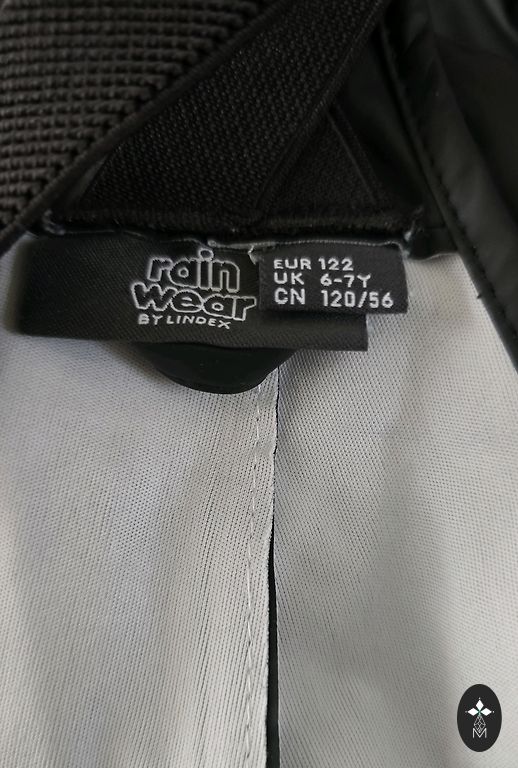 rain
wear
BY LINDEX
EUR 122
UK 6-7Y
CN 120/56
M